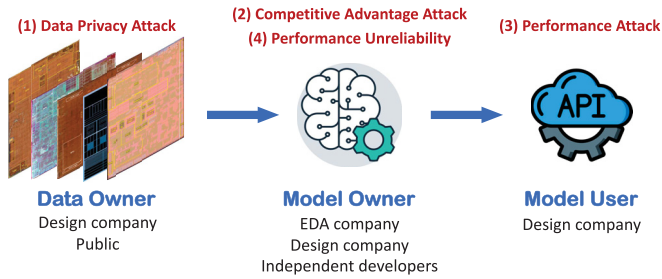 (1) Data Privacy Attack
(2) Competitive Advantage Attack
(4) Performance Unreliability
(3) Performance Attack
API
Data Owner
Design company
Public
Model Owner
EDA company
Design company
Independent developers
Model User
Design company